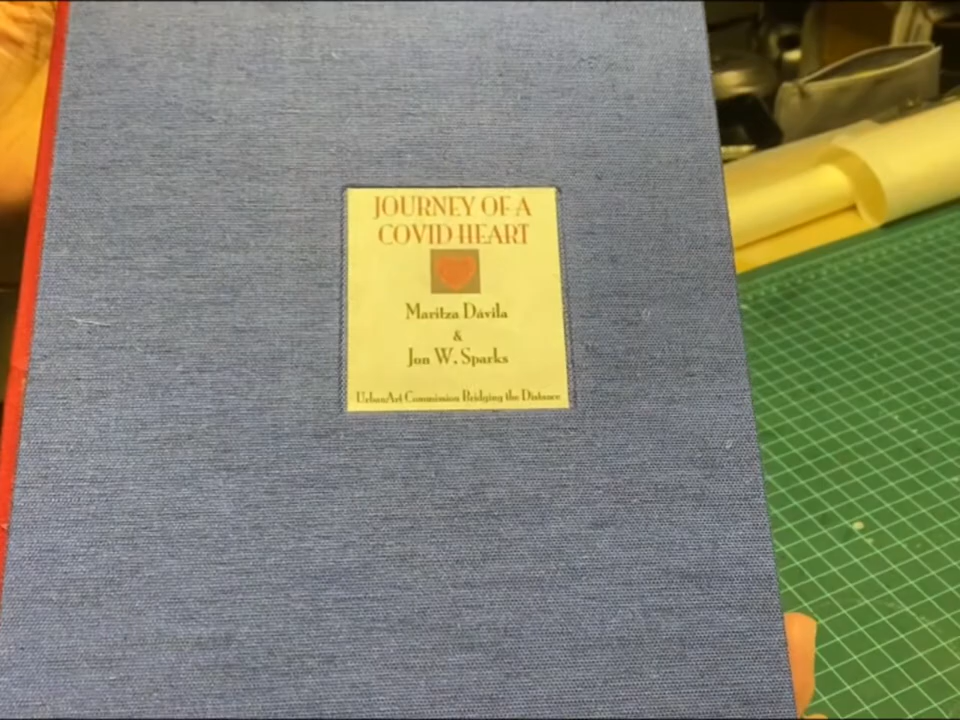 JOURNEY OF A
COVID HEART
Maritza Dávila
&
Jon W. Sparks
UrbanArt Commission Bridging the Distance